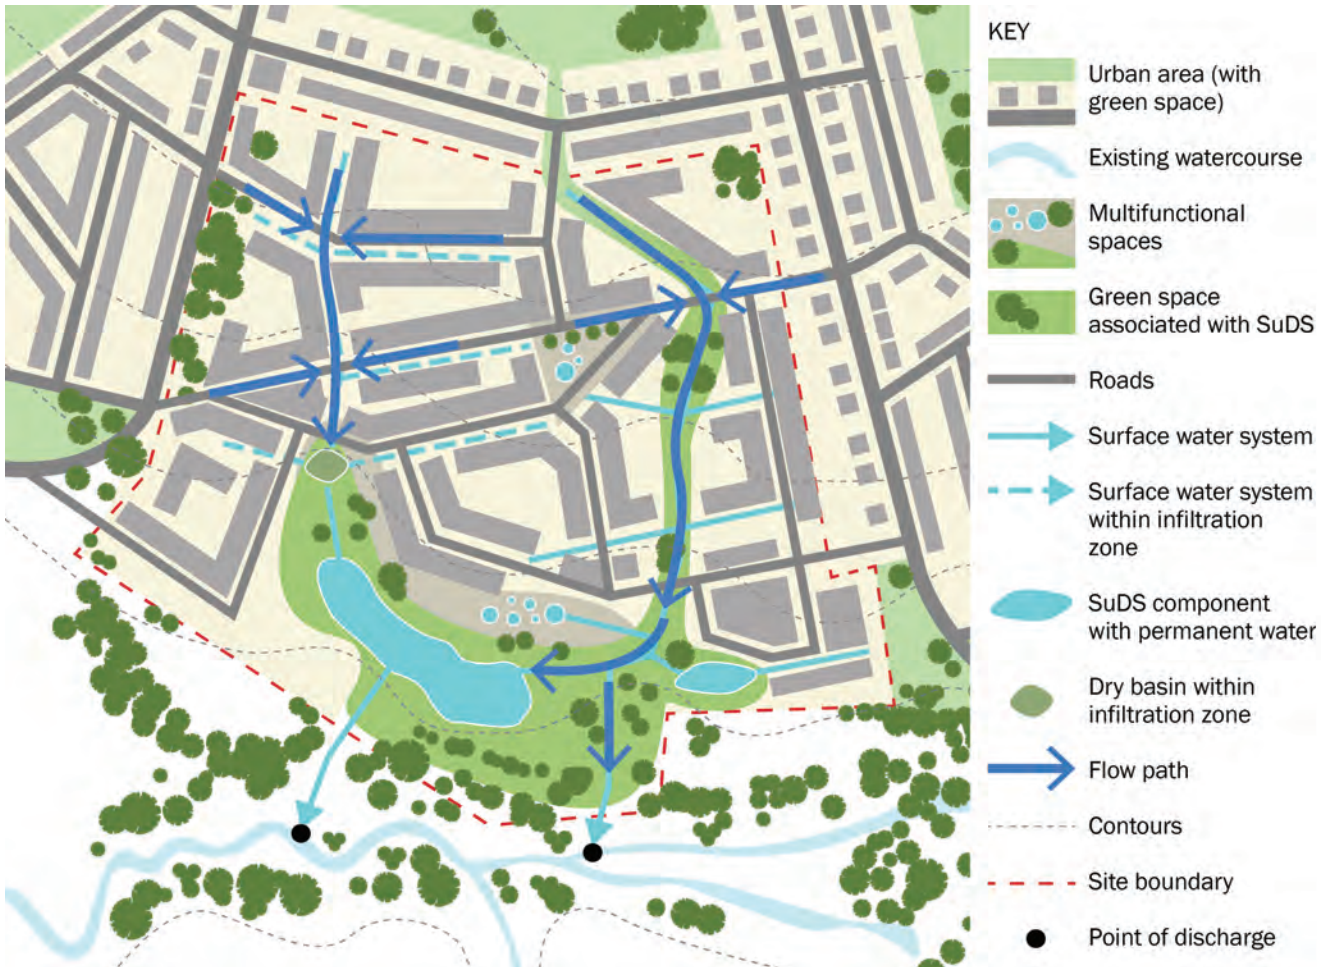 KEY
Urban area (with
green space)
Existing watercourse
Multifunctional
spaces
Green space
associated with SuDS
Roads
Surface water system
Surface water system
within infiltration
zone
SuDS component
with permanent water
Dry basin within
infiltration zone
Flow path
Contours
Site boundary
Point of discharge